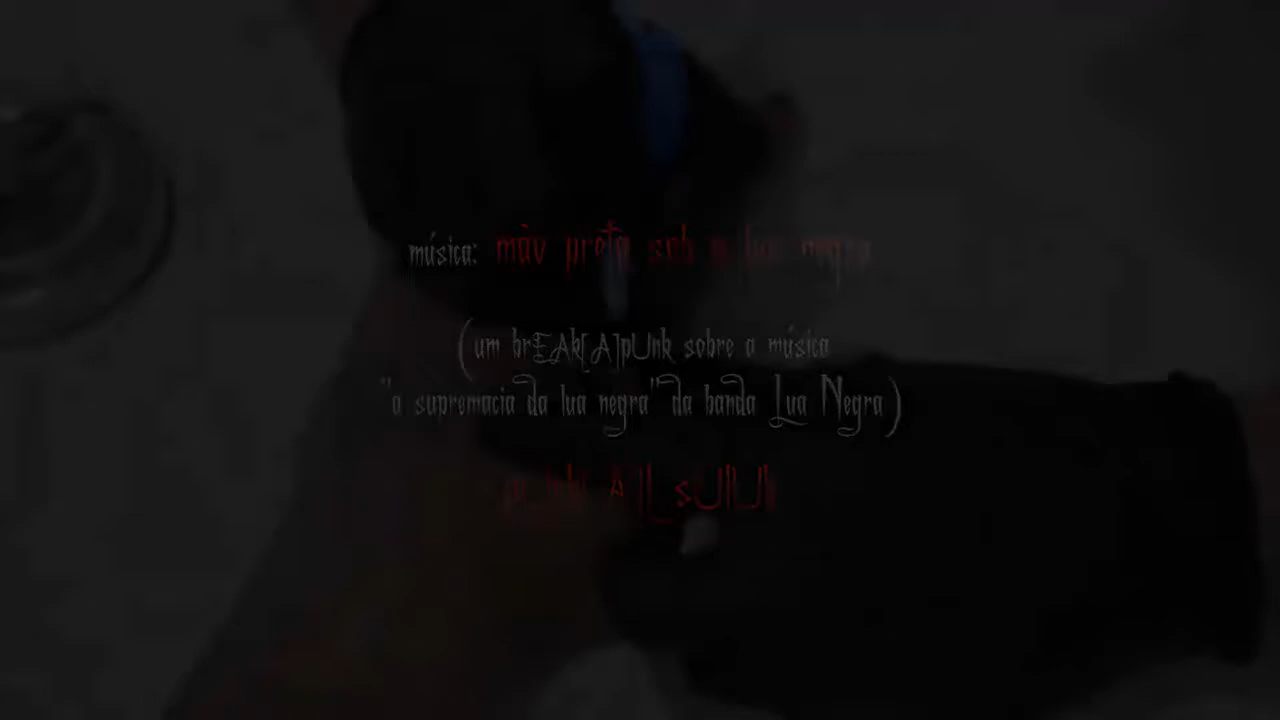 música: mão preta sob a lua negra
(um brEAk[A]pUnk sobre a música
"a supremacia da lua negra" da banda Lua Negra)